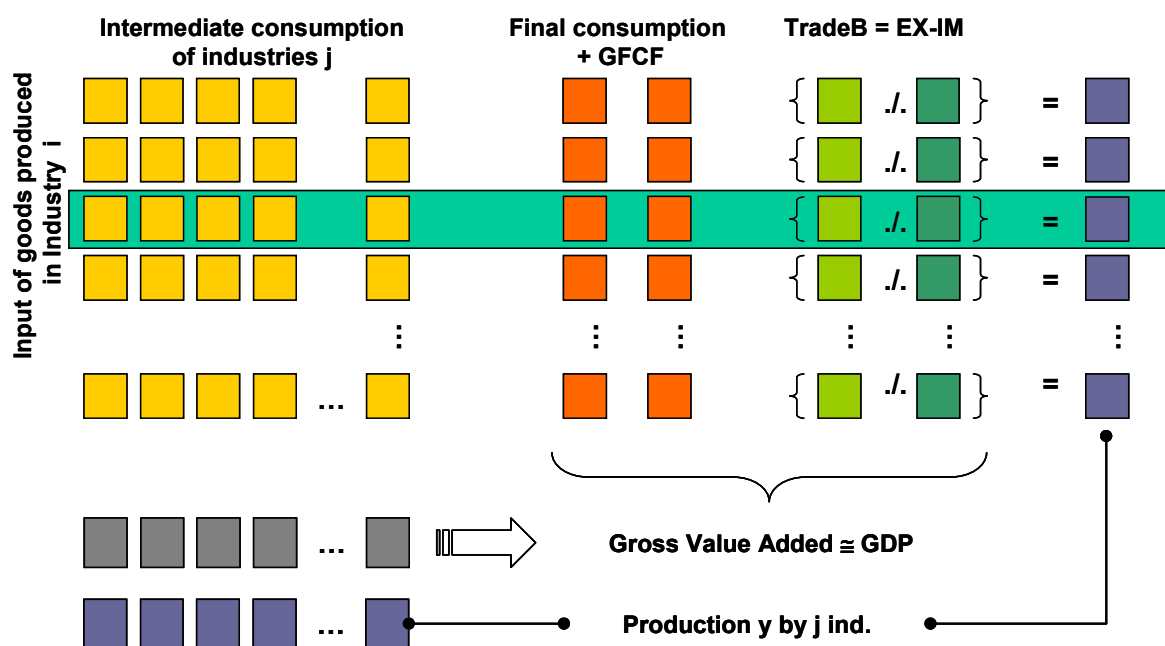 Intermediate consumption
of industries j
Final consumption
+ GFCF
TradeB = EX-IM
Input of goods produced
in Industry i
{ ./. } =
{ ./. } =
{ ./. } =
{ ./. } =
... ... ... ... ... ...
... { ./. } =
... Gross Value Added ≅ GDP
... Production y by j ind.